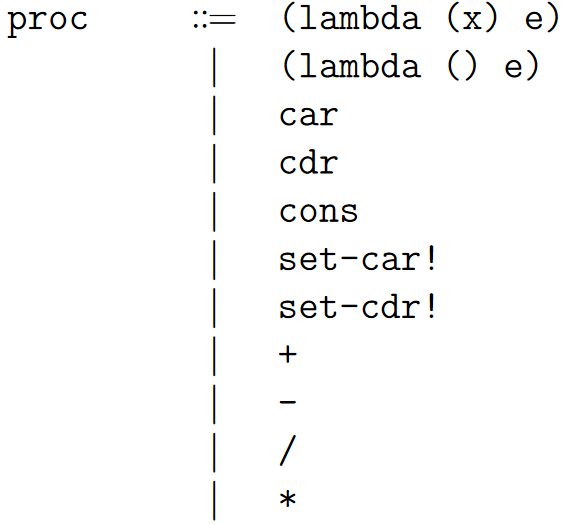 proc ::= (lambda (x) e)
| (lambda () e)
| car
| cdr
| cons
| set-car!
| set-cdr!
| +
| -
| /
| *